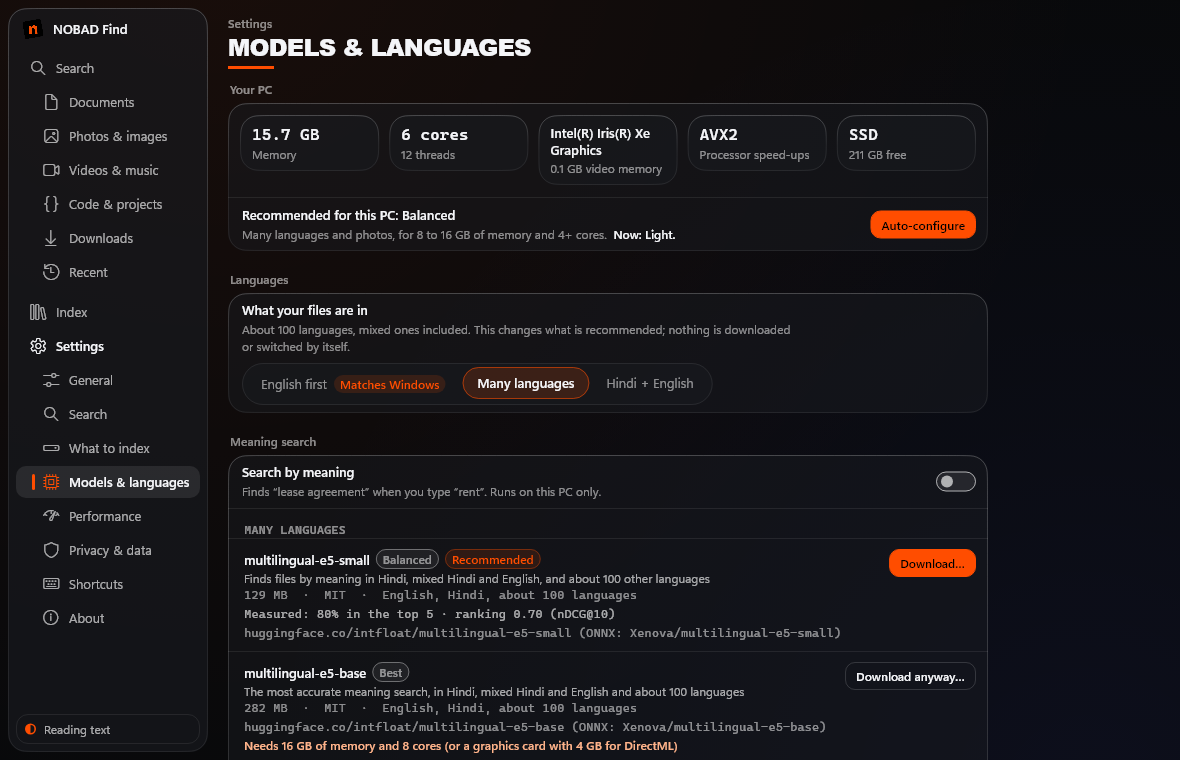 NOBAD Find
Search
Documents
Photos & images
Videos & music
Code & projects
Downloads
Recent
Index
Settings
General
Search
What to index
Models & languages
Performance
Privacy & data
Shortcuts
About
Reading text
Settings
MODELS & LANGUAGES
Your PC
15.7 GB
Memory
6 cores
12 threads
Intel(R) Iris(R) Xe
Graphics
0.1 GB video memory
AVX2
Processor speed-ups
SSD
211 GB free
Recommended for this PC: Balanced
Many languages and photos, for 8 to 16 GB of memory and 4+ cores. Now: Light.
Auto-configure
Languages
What your files are in
About 100 languages, mixed ones included. This changes what is recommended; nothing is downloaded
or switched by itself.
English first Matches Windows Many languages Hindi + English
Meaning search
Search by meaning
Finds “lease agreement” when you type “rent”. Runs on this PC only.
MANY LANGUAGES
multilingual-e5-small Balanced Recommended
Download...
Finds files by meaning in Hindi, mixed Hindi and English, and about 100 other languages
129 MB · MIT · English, Hindi, about 100 languages
Measured: 80% in the top 5 · ranking 0.70 (nDCG@10)
huggingface.co/intfloat/multilingual-e5-small (ONNX: Xenova/multilingual-e5-small)
multilingual-e5-base Best
Download anyway...
The most accurate meaning search, in Hindi, mixed Hindi and English and about 100 languages
282 MB · MIT · English, Hindi, about 100 languages
huggingface.co/intfloat/multilingual-e5-base (ONNX: Xenova/multilingual-e5-base)
Needs 16 GB of memory and 8 cores (or a graphics card with 4 GB for DirectML)